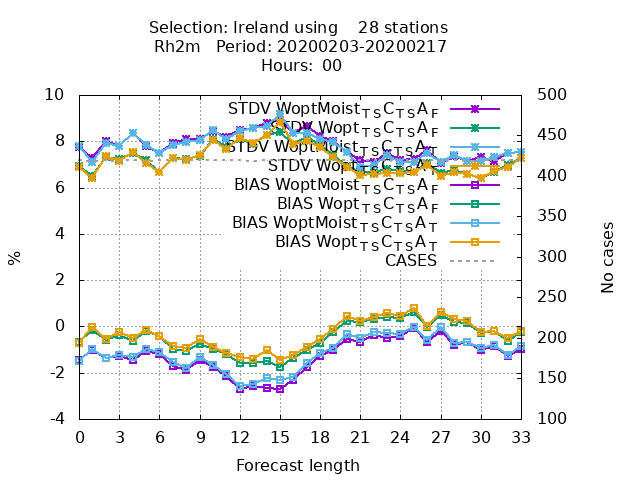 Selection: Ireland using    28 stations
Rh2m   Period: 20200203-20200217
Hours:  00
%
No cases
10
8
6
4
2
0
-2
-4
500
450
400
350
300
250
200
150
100
STDV WoptMoistTSCTSAF
STDV WoptTSCTSAF
STDV WoptMoistTSCTSAT
STDV WoptTSCTSAT
BIAS WoptMoistTSCTSAF
BIAS WoptTSCTSAF
BIAS WoptMoistTSCTSAT
BIAS WoptTSCTSAT
CASES
0 3 6 9 12 15 18 21 24 27 30 33
Forecast length